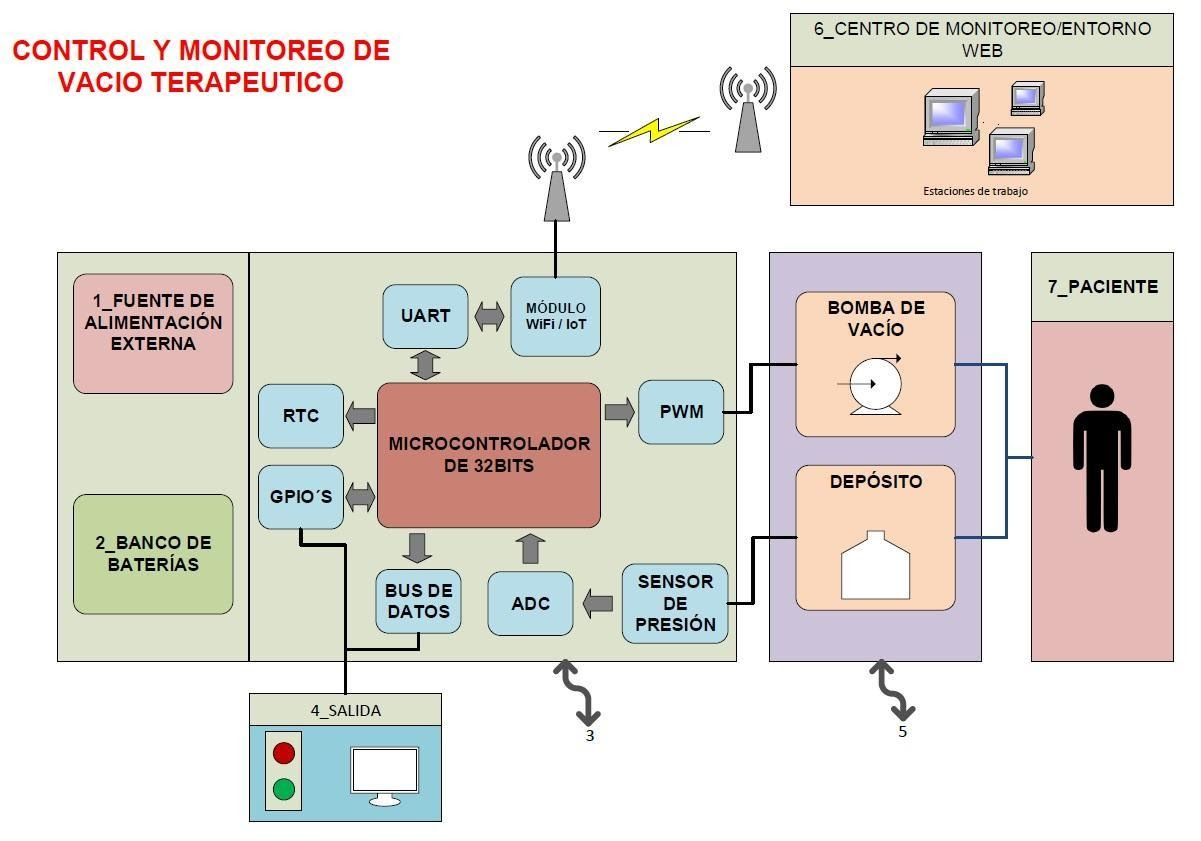 CONTROL Y MONITOREO DE
VACIO TERAPEUTICO
6_CENTRO DE MONITOREO/ENTORNO
WEB
Estaciones de trabajo
1_FUENTE DE
ALIMENTACIÓN
EXTERNA
2_BANCO DE
BATERÍAS
UART
MÓDULO
WiFi / IoT
RTC
MICROCONTROLADOR
DE 32BITS
PWM
GPIO´S
BUS DE
DATOS
ADC
SENSOR
DE
PRESIÓN
BOMBA DE
VACÍO
DEPÓSITO
7_PACIENTE
4_SALIDA
3
5